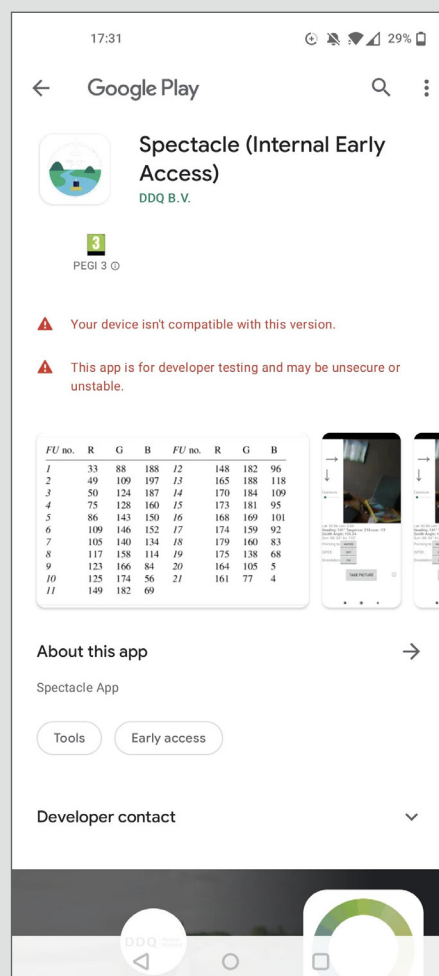 17:31
29%
Google Play
Spectacle (Internal Early
Access)
DDQ B.V.
3
PEGI 3
Your device isn't compatible with this version.
This app is for developer testing and may be unsecure or
unstable.
FU no. R G B FU no. R G B
1 33 88 188 12 148 182 96
2 49 109 197 13 165 188 118
3 50 124 187 14 170 184 109
4 75 128 160 15 173 181 95
5 86 143 150 16 168 169 101
6 109 146 152 17 174 159 92
7 105 140 134 18 179 160 83
8 117 158 114 19 175 138 68
9 123 166 84 20 164 105 5
10 125 174 56 21 161 77 4
11 149 182 69
TAKE PICTURE
About this app
Spectacle App
Tools
Early access
Developer contact
DDQ